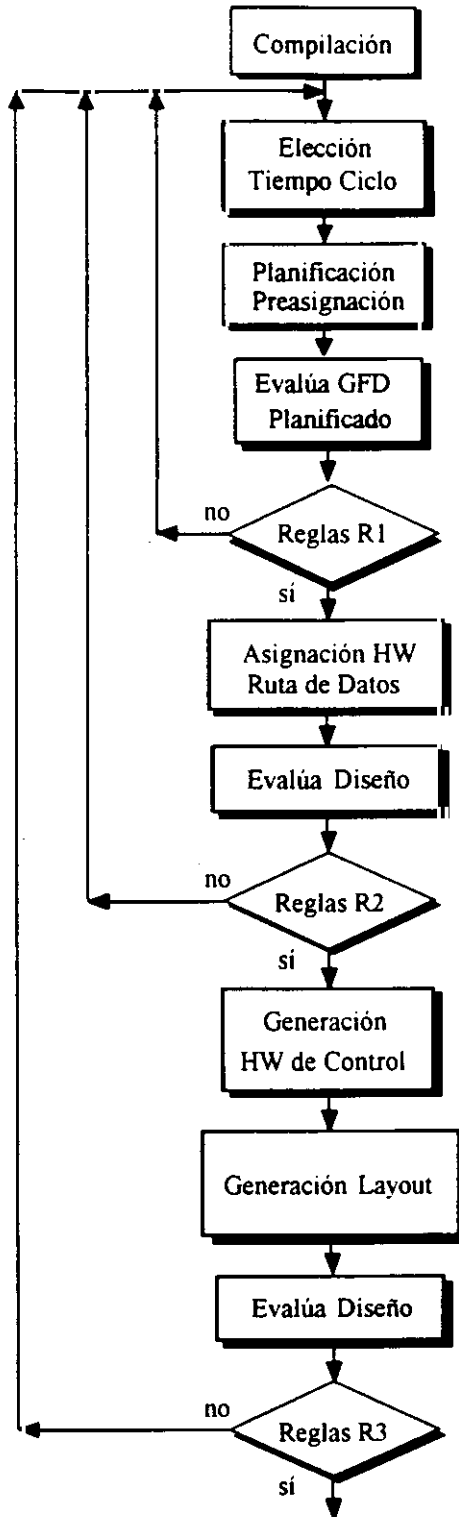 Compilación
Elección
Tiempo Ciclo
Planificación
Preasignación
Evalúa GFD
Planificado
no
Reglas R1
sí
Asignación HW
Ruta de Datos
Evalúa Diseño
no
Reglas R2
sí
Generación
HW de Control
Generación Layout
Evalúa Diseño
no
Reglas R3
sí